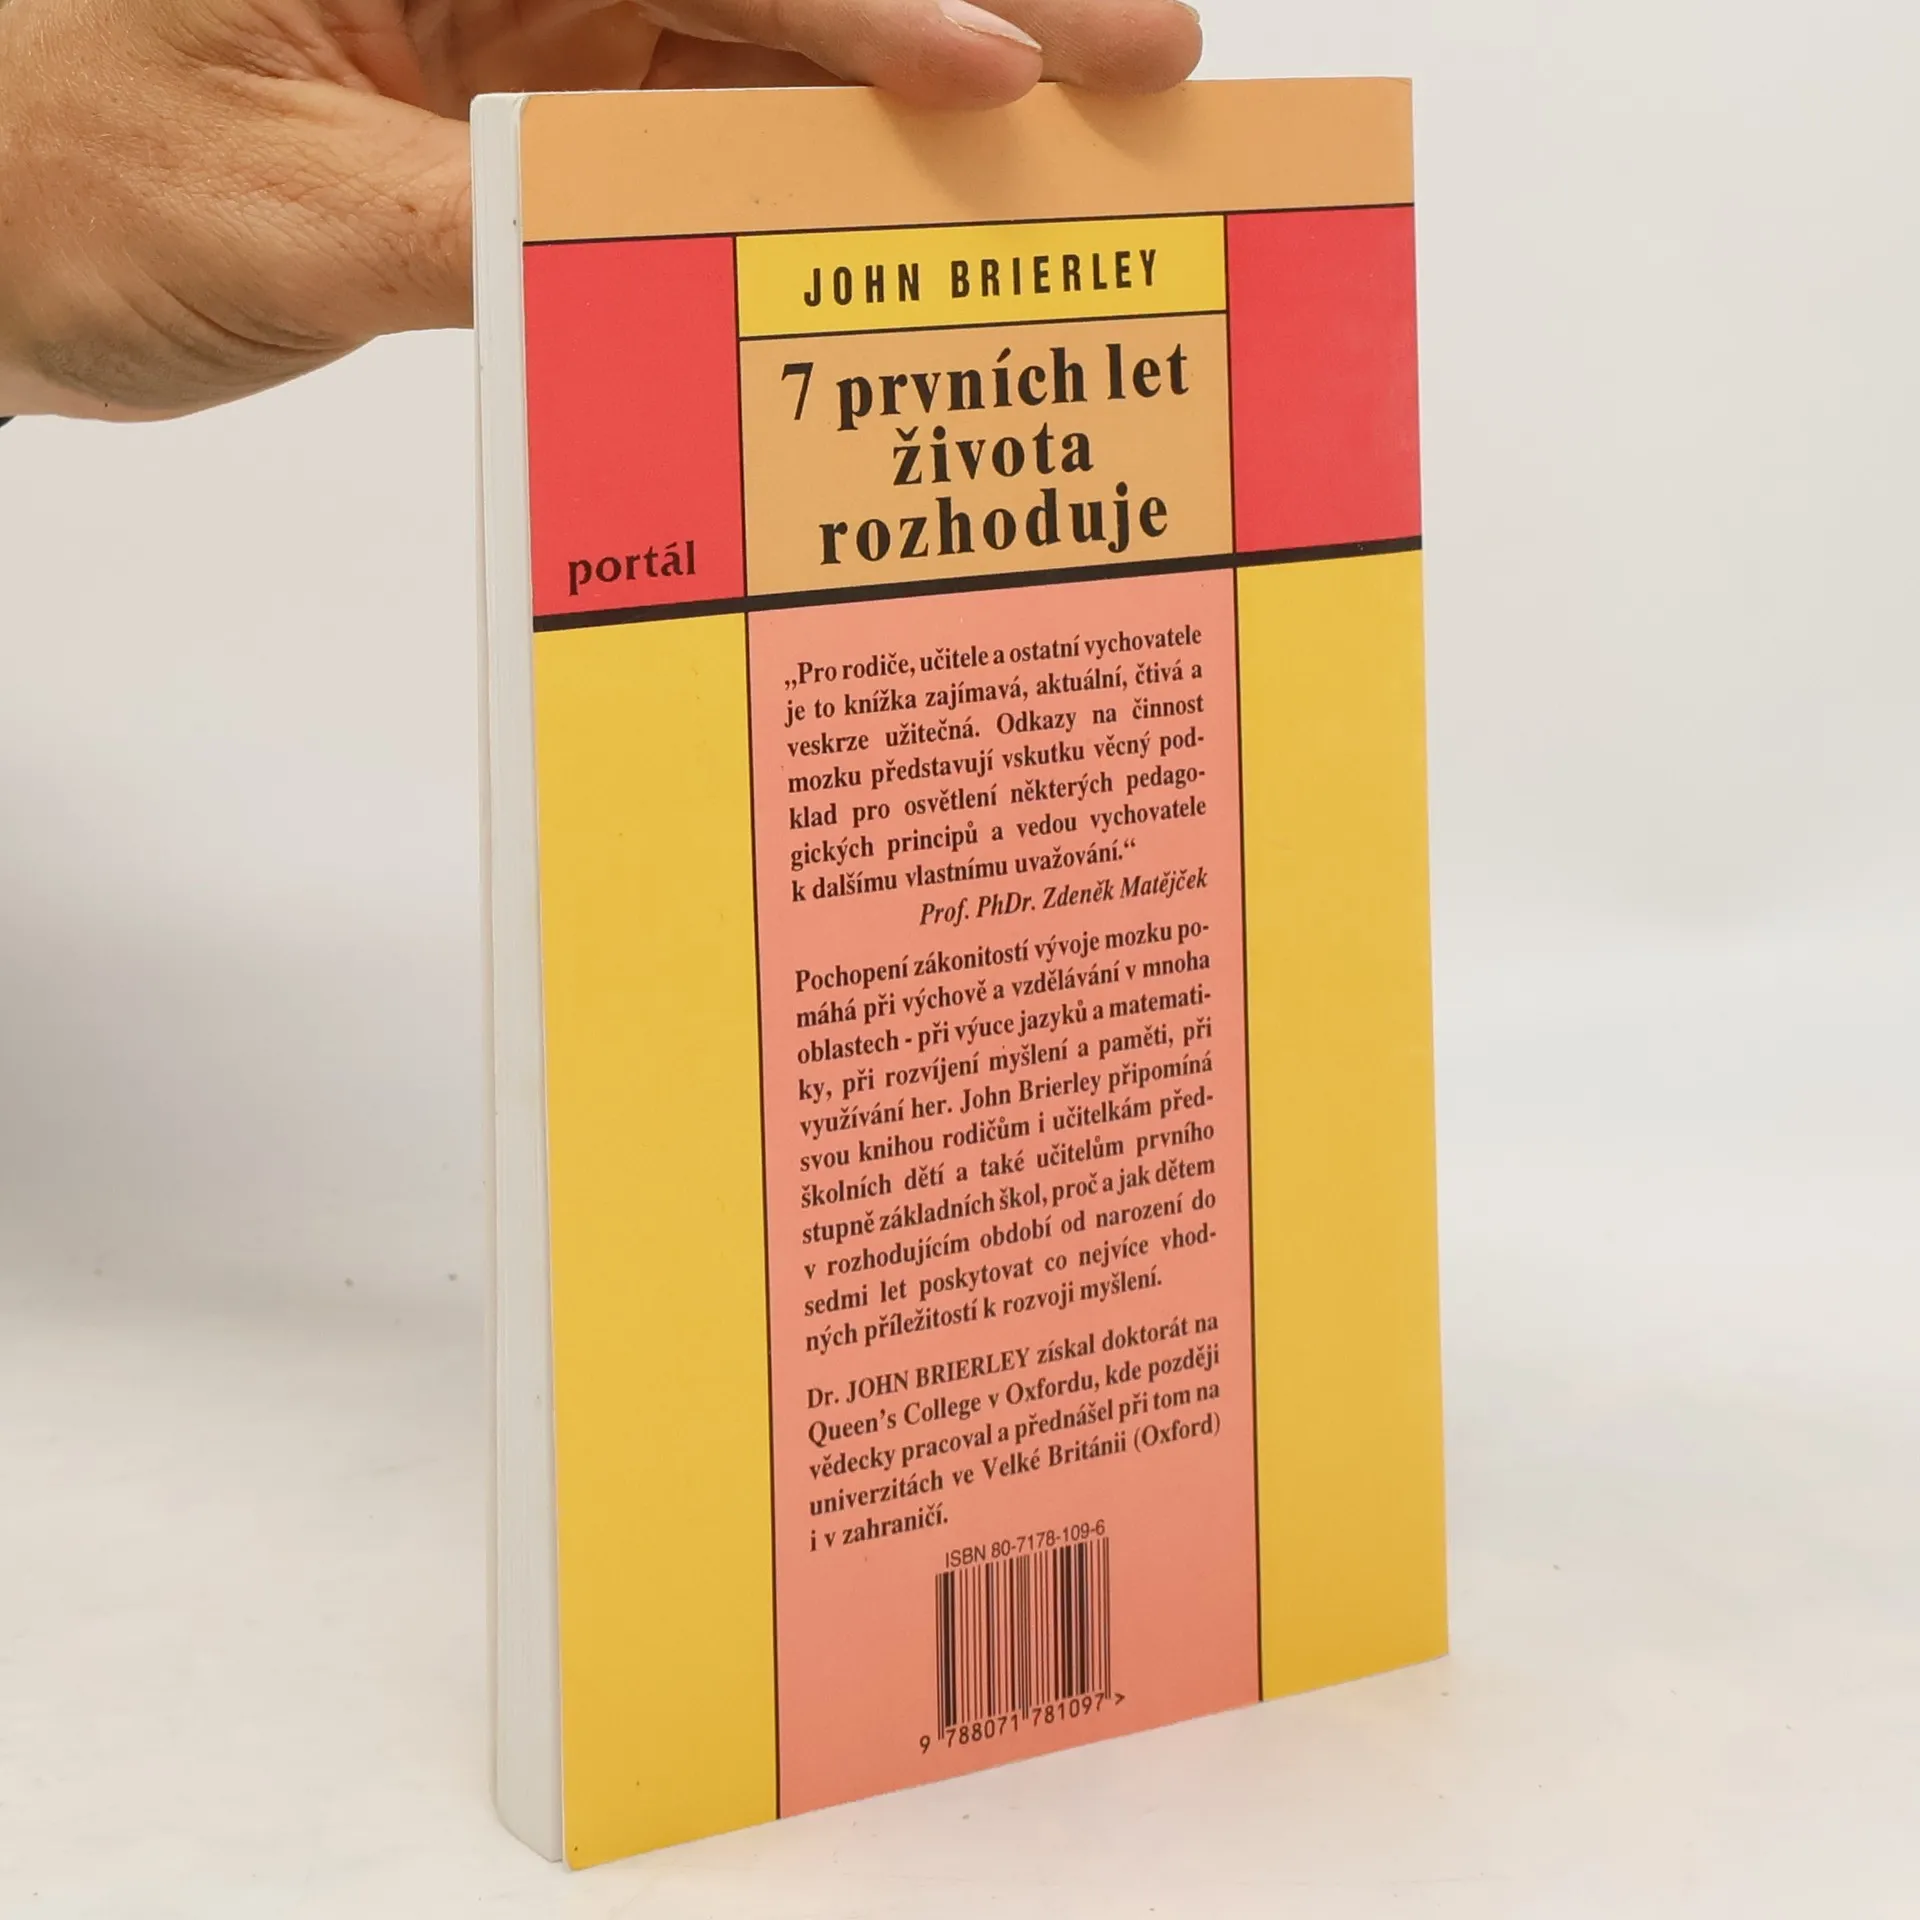 JOHN BRIERLEY
7 prvních let
života
rozhoduje
portál
„Pro rodiče, učitele a ostatní vychovatele
je to knížka zajímavá, aktuální, čtivá a
veskrze užitečná. Odkazy na činnost
mozku představují vskutku věcný pod-
klad pro osvětlení některých pedago-
gických principů a vedou vychovatele
k dalšímu vlastnímu uvažování.“
Prof. PhDr. Zdeněk Matějček
Pochopení zákonitostí vývoje mozku po-
máhá při výchově a vzdělávání v mnoha
oblastech - při výuce jazyků a matemati-
ky, při rozvíjení myšlení a paměti, při
využívání her. John Brierley připomíná
svou knihou rodičům i učitelkám před-
školních dětí a také učitelům prvního
stupně základních škol, proč a jak dětem
v rozhodujícím období od narození do
sedmi let poskytovat co nejvíce vhod-
ných příležitostí k rozvoji myšlení.
Dr. JOHN BRIERLEY získal doktorát na
Queen’s College v Oxfordu, kde později
vědecky pracoval a přednášel při tom na
univerzitách ve Velké Británii (Oxford)
i v zahraničí.
ISBN 80-7178-109-6
9 788071 781097 >